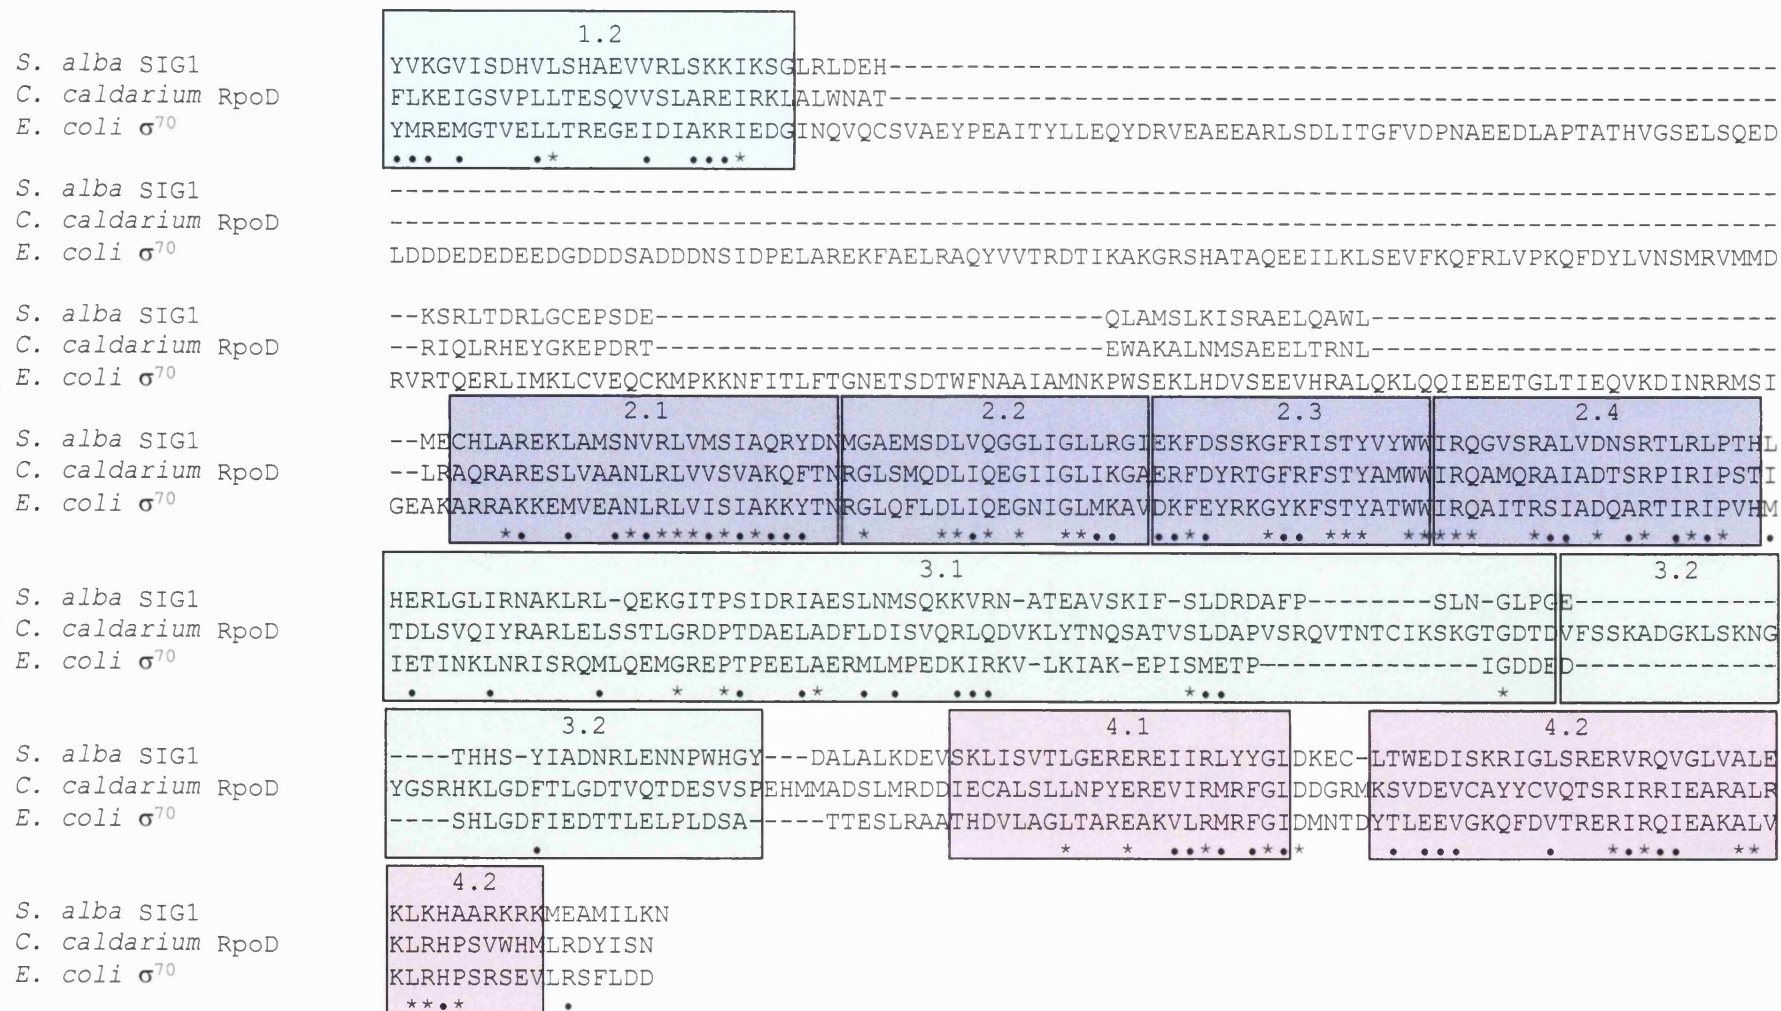 1.2
S. alba SIG1 YVKGVISDHVLSHAEVVRLSKKIKSGLRLDEH---------------------------------------------------------
C. caldarium RpoD FLKEIGSVPLLTESQVVSLAREIRKLALWNAT---------------------------------------------------------
E. coli σ70 YMREMGTVELLTREGEIDIAKRIEDGINQVQCSVAEYPEAITYLLEQYDRVEAEEARLSDLITGFVDPNAEEDLAPTATHVGSELSQED
••• • •* • •••*
S. alba SIG1 -----------------------------------------------------------------------------------------
C. caldarium RpoD -----------------------------------------------------------------------------------------
E. coli σ70 LDDDEDEDEEDGDDDSADDDNSIDPELAREKFAELRAQYVVTRDTIKAKGRSHATAQEEILKLSEVFKQFRLVPKQFDYLVNSMRVMMD
S. alba SIG1 --KSRLTDRLGCEPSDE-----------------------------QLAMSLKISRAELQAWL--------------------------
C. caldarium RpoD --RIQLRHEYGKEPDRT-----------------------------EWAKALNMSAEELTRNL--------------------------
E. coli σ70 RVRTQERLIMKLCVEQCKMPKKNFITLFTGNETSDTWFNAAIAMNKPWSEKLHDVSEEVHRALQKLQQIEEETGLTIEQVKDINRRMSI
2.1 2.2 2.3 2.4
S. alba SIG1 --MECHLAREKLAMSNVRLVMSIAQRYDNMGAEMSDLVQGGLIGLLRGIEKFDSSKGFRISTYVYWWIRQGVSRALVDNSRTLRLPTHL
C. caldarium RpoD --LRAQRARESLVAANLRLVVSVAKQFTNRGLSMQDLIQEGIIGLIKGAERFDYRTGFRFSTYAMWWIRQAMQRAIADTSRPIRIPSTI
E. coli σ70 GEAKARRAKKEMVEANLRLVISIAKKYTNRGLQFLDLIQEGNIGLMKAVDKFEYRKGYKFSTYATWWIRQAITRSIADQARTIRIPVHM
*• • •*•****•*•*••• * **•* * **•• ••*• *•• *** ***** *•• * •* •*•* •
3.1 3.2
S. alba SIG1 HERLGLIRNAKLRL-QEKGITPSIDRIAESLNMSQKKVRN-ATEAVSKIF-SLDRDAFP--------SLN-GLPGE-------------
C. caldarium RpoD TDLSVQIYRARLELSSTLGRDPTDAELADFLDISVQRLQDVKLYTNQSATVSLDAPVSRQVTNTCIKSKGTGDTDVFSSKADGKLSKNG
E. coli σ70 IETINKLNRISRQMLQEMGREPTPEELAERMLMPEDKIRKV-LKIAK-EPISMETP--------------IGDDED-------------
• • • * *• •* • • ••• *•• *
3.2 4.1 4.2
S. alba SIG1 ----THHS-YIADNRLENNPWHGY---DALALKDEVSKLISVTLGEREREIIRLYYGLDKEC-LTWEDISKRIGLSRERVRQVGLVALE
C. caldarium RpoD YGSRHKLGDFTLGDTVQTDESVSPEHMMADSLMRDDIECALSLLNPYEREVIRMRFGLDDGRMKSVDEVCAYYCVQTSRIRRIEARALR
E. coli σ70 ----SHLGDFIEDTTLELPLDSA-----TTESLRAATHDVLAGLTAREAKVLRMRFGIDMNTDYTLEEVGKQFDVTRERIRQIEAKALV
• * * ••*• •*•* • ••• • *•*•• **
4.2
S. alba SIG1 KLKHAARKRKMEAMILKN
C. caldarium RpoD KLRHPSVWHMLRDYISN
E. coli σ70 KLRHPSRSEVLRSFLDD
**•* •